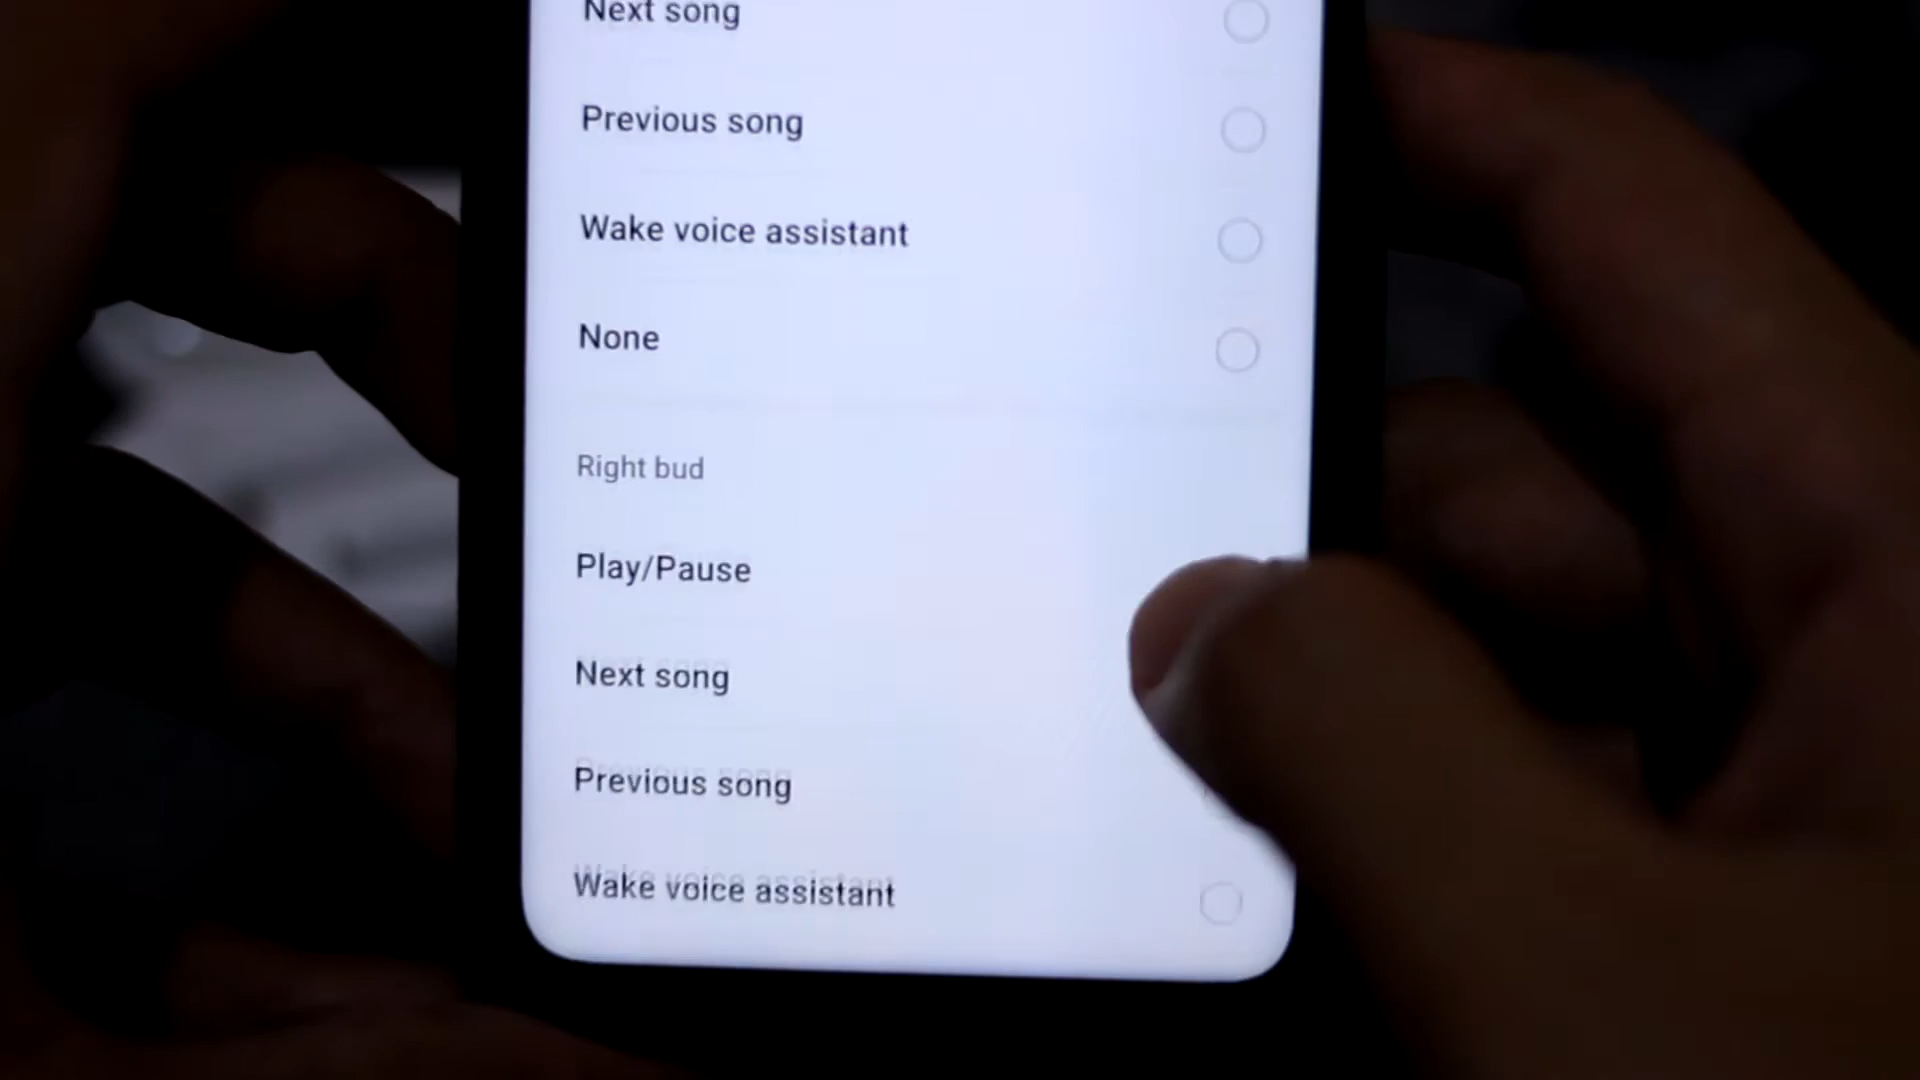 Next song
Previous song
Wake voice assistant
None
Right bud
Play/Pause
Next song
Previous song
Wake voice assistant